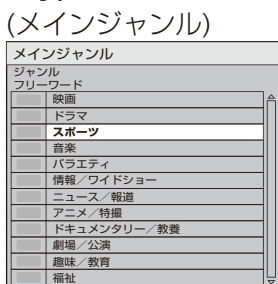 (メインジャンル)
メインジャンル
ジャンル
フリーワード
映画
ドラマ
スポーツ
音楽
バラエティ
情報／ワイドショー
ニュース／報道
アニメ／特撮
ドキュメンタリー／教養
劇場／公演
趣味／教育
福祉